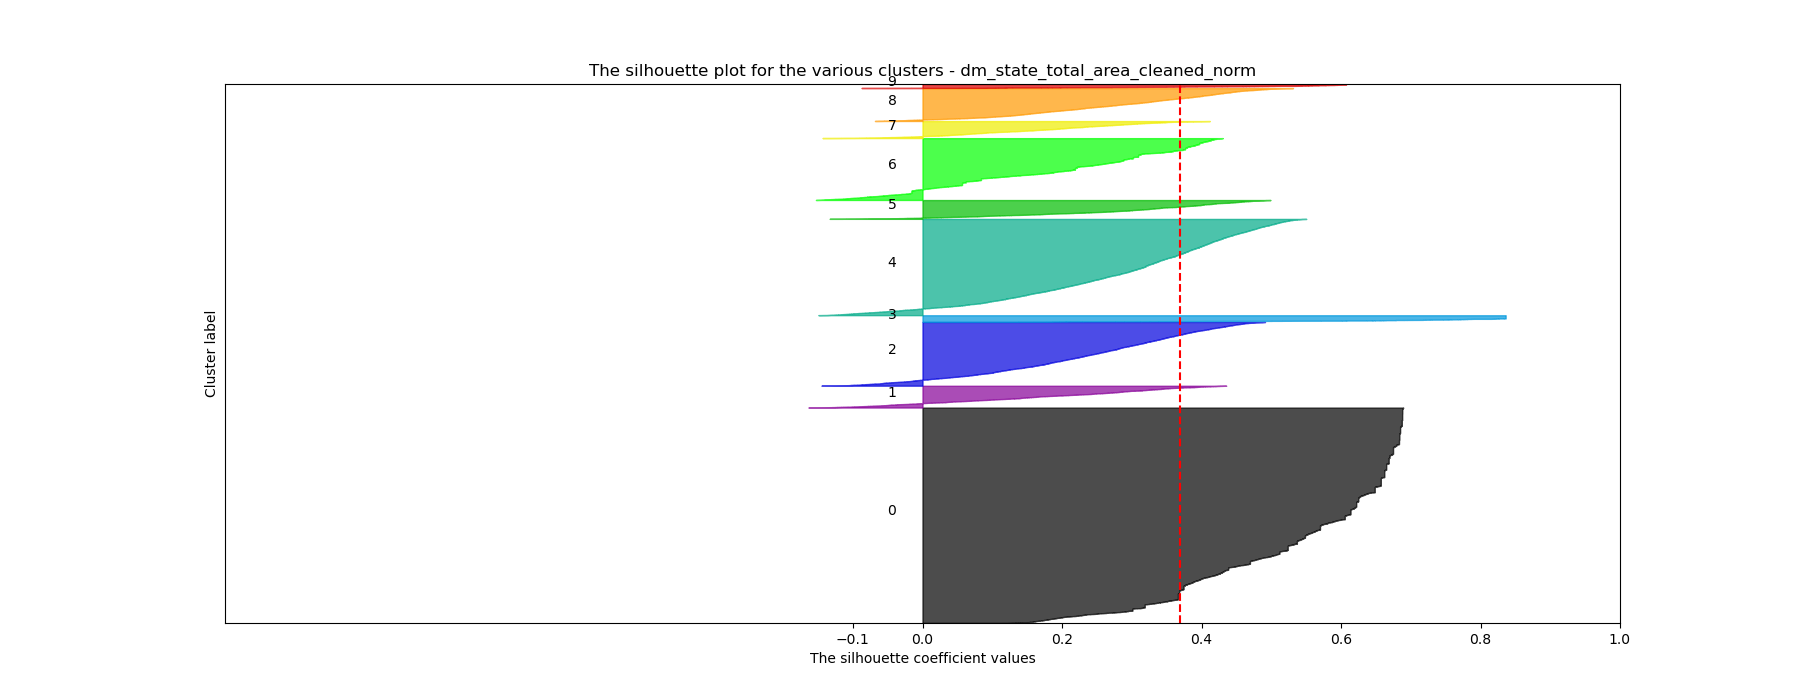 The silhouette plot for the various clusters - dm_state_total_area_cleaned_norm
9
8
7
6
5
4
3
2
1
0
Cluster label
−0.1 0.0 0.2 0.4 0.6 0.8 1.0
The silhouette coefficient values